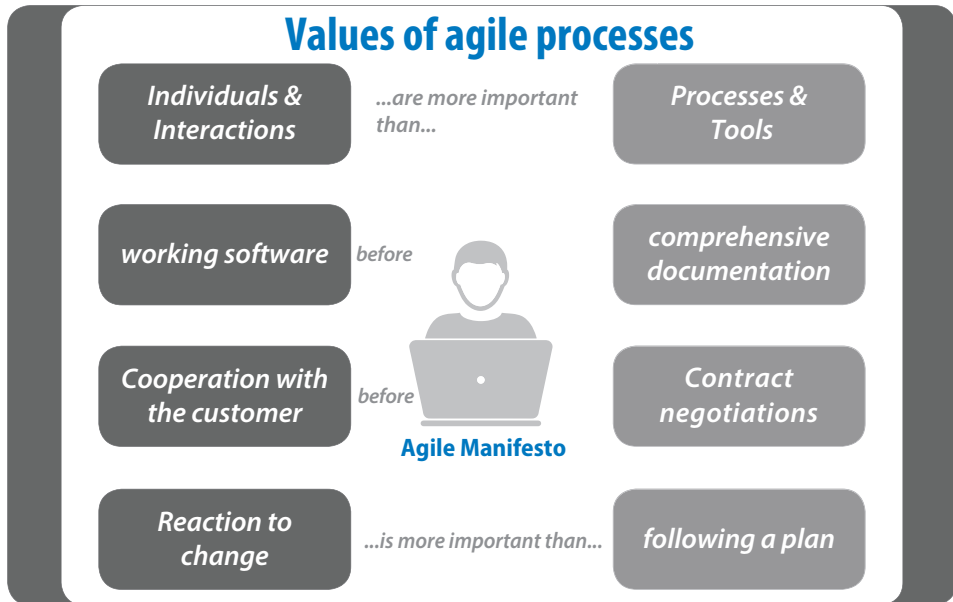 Values of agile processes
Individuals &
Interactions
...are more important
than...
Processes &
Tools
working software
before
comprehensive
documentation
Cooperation with
the customer
before
Contract
negotiations
Agile Manifesto
Reaction to
change
...is more important than...
following a plan